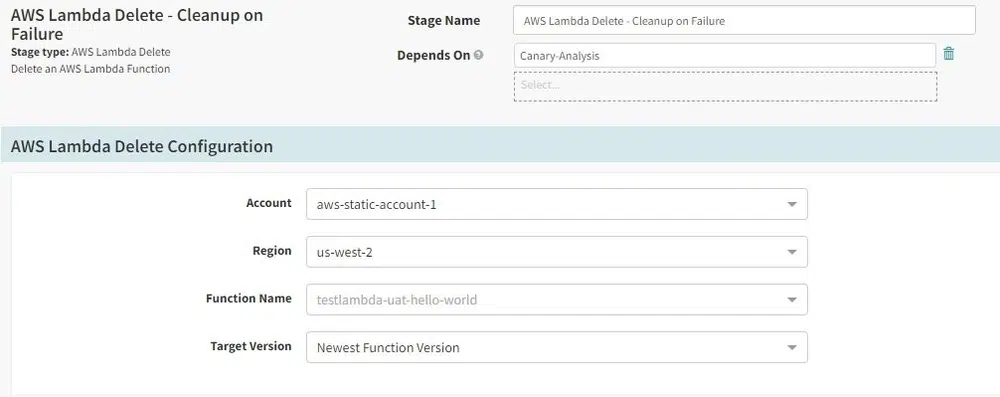 AWS Lambda Delete - Cleanup on
Failure
Stage type: AWS Lambda Delete
Delete an AWS Lambda Function
Stage Name
AWS Lambda Delete - Cleanup on Failure
Depends On
Canary-Analysis
Select...
AWS Lambda Delete Configuration
Account
aws-static-account-1
Region
us-west-2
Function Name
testlambda-uat-hello-world
Target Version
Newest Function Version